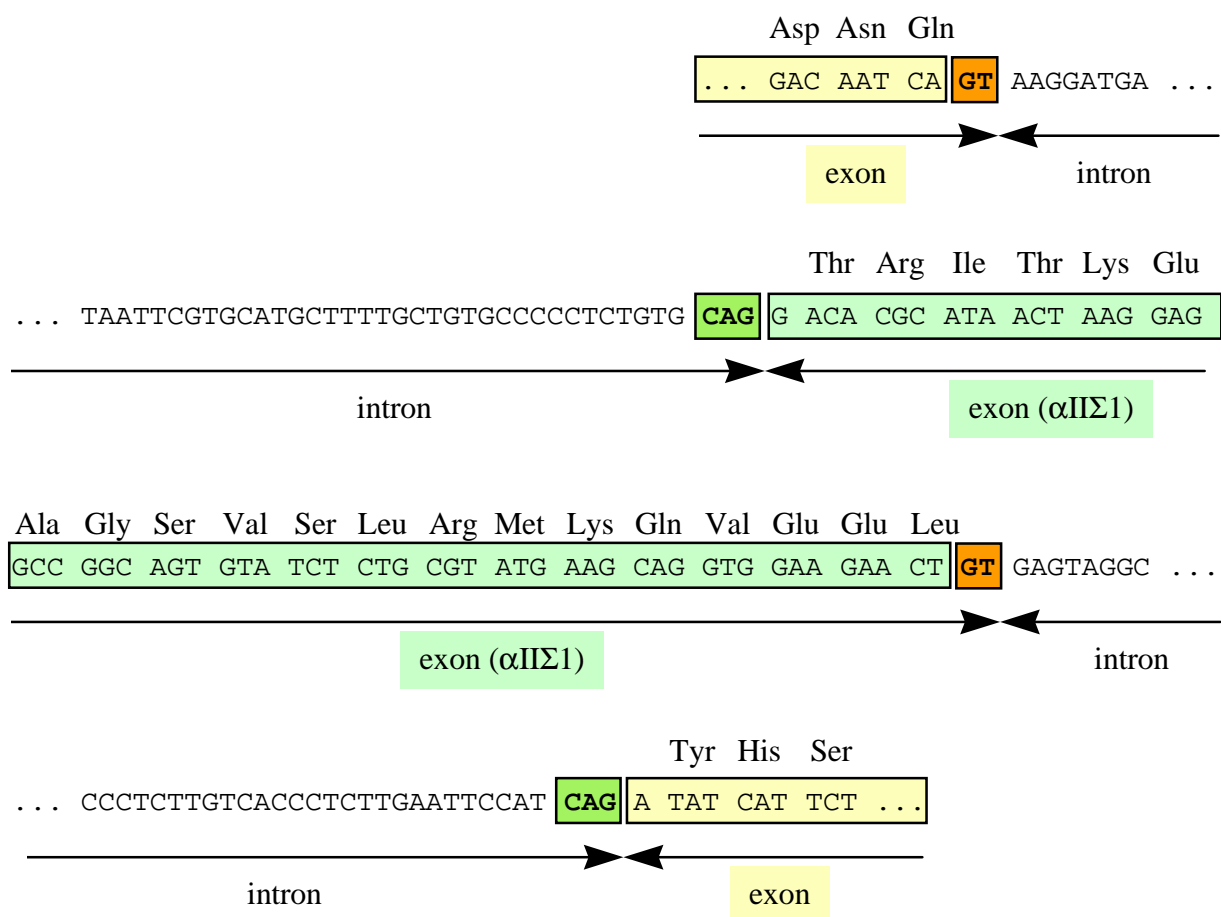 Asp Asn Gln
... GAC AAT CA GT AAGGATGA ...
exon intron
Thr Arg Ile Thr Lys Glu
... TAATTCGTGCATGCTTTTGCTGTGCCCCCTCTGTG CAG G ACA CGC ATA ACT AAG GAG
intron exon (αIIΣ1)
Ala Gly Ser Val Ser Leu Arg Met Lys Gln Val Glu Glu Leu
GCC GGC AGT GTA TCT CTG CGT ATG AAG CAG GTG GAA GAA CT GT GAGTAGGC ...
exon (αIIΣ1) intron
Tyr His Ser
... CCCTCTTGTCACCCTCTTGAATTCCAT CAG A TAT CAT TCT ...
intron exon